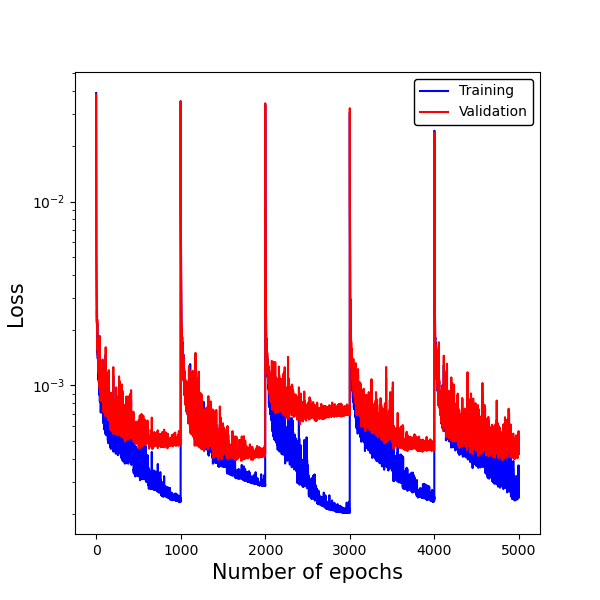 Training
Validation
Loss
10⁻²
10⁻³
0 1000 2000 3000 4000 5000
Number of epochs